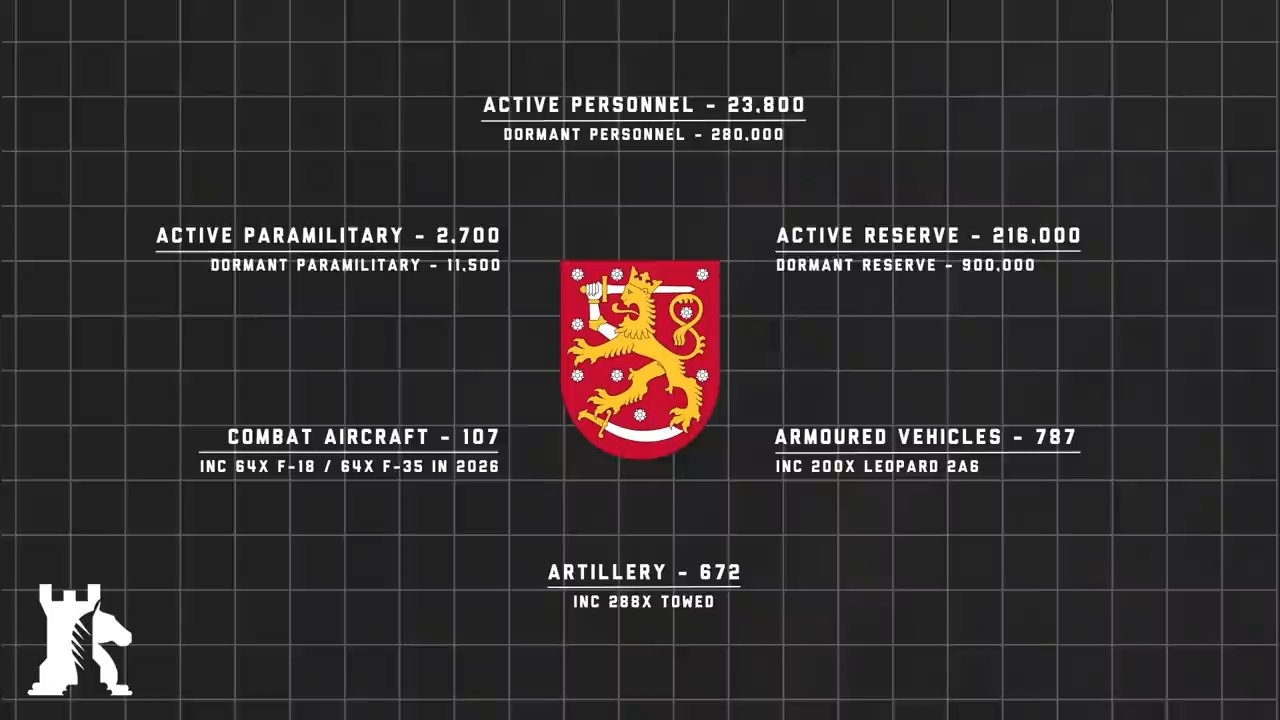 ACTIVE PERSONNEL - 23,800
DORMANT PERSONNEL - 280,000
ACTIVE PARAMILITARY - 2,700
DORMANT PARAMILITARY - 11,500
ACTIVE RESERVE - 216,000
DORMANT RESERVE - 900,000
COMBAT AIRCRAFT - 107
INC 64X F-18 / 64X F-35 IN 2026
ARMOURED VEHICLES - 787
INC 200X LEOPARD 2A6
ARTILLERY - 672
INC 288X TOWED